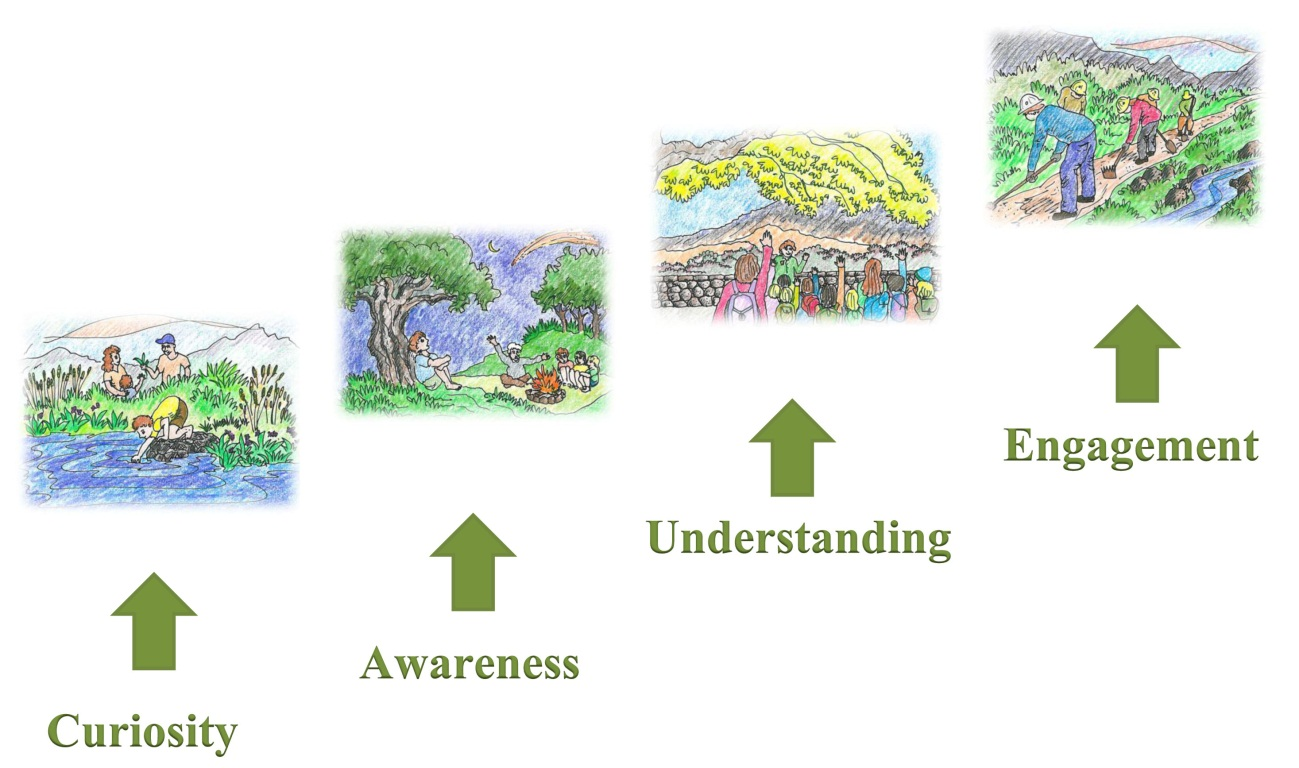 Curiosity
Awareness
Understanding
Engagement